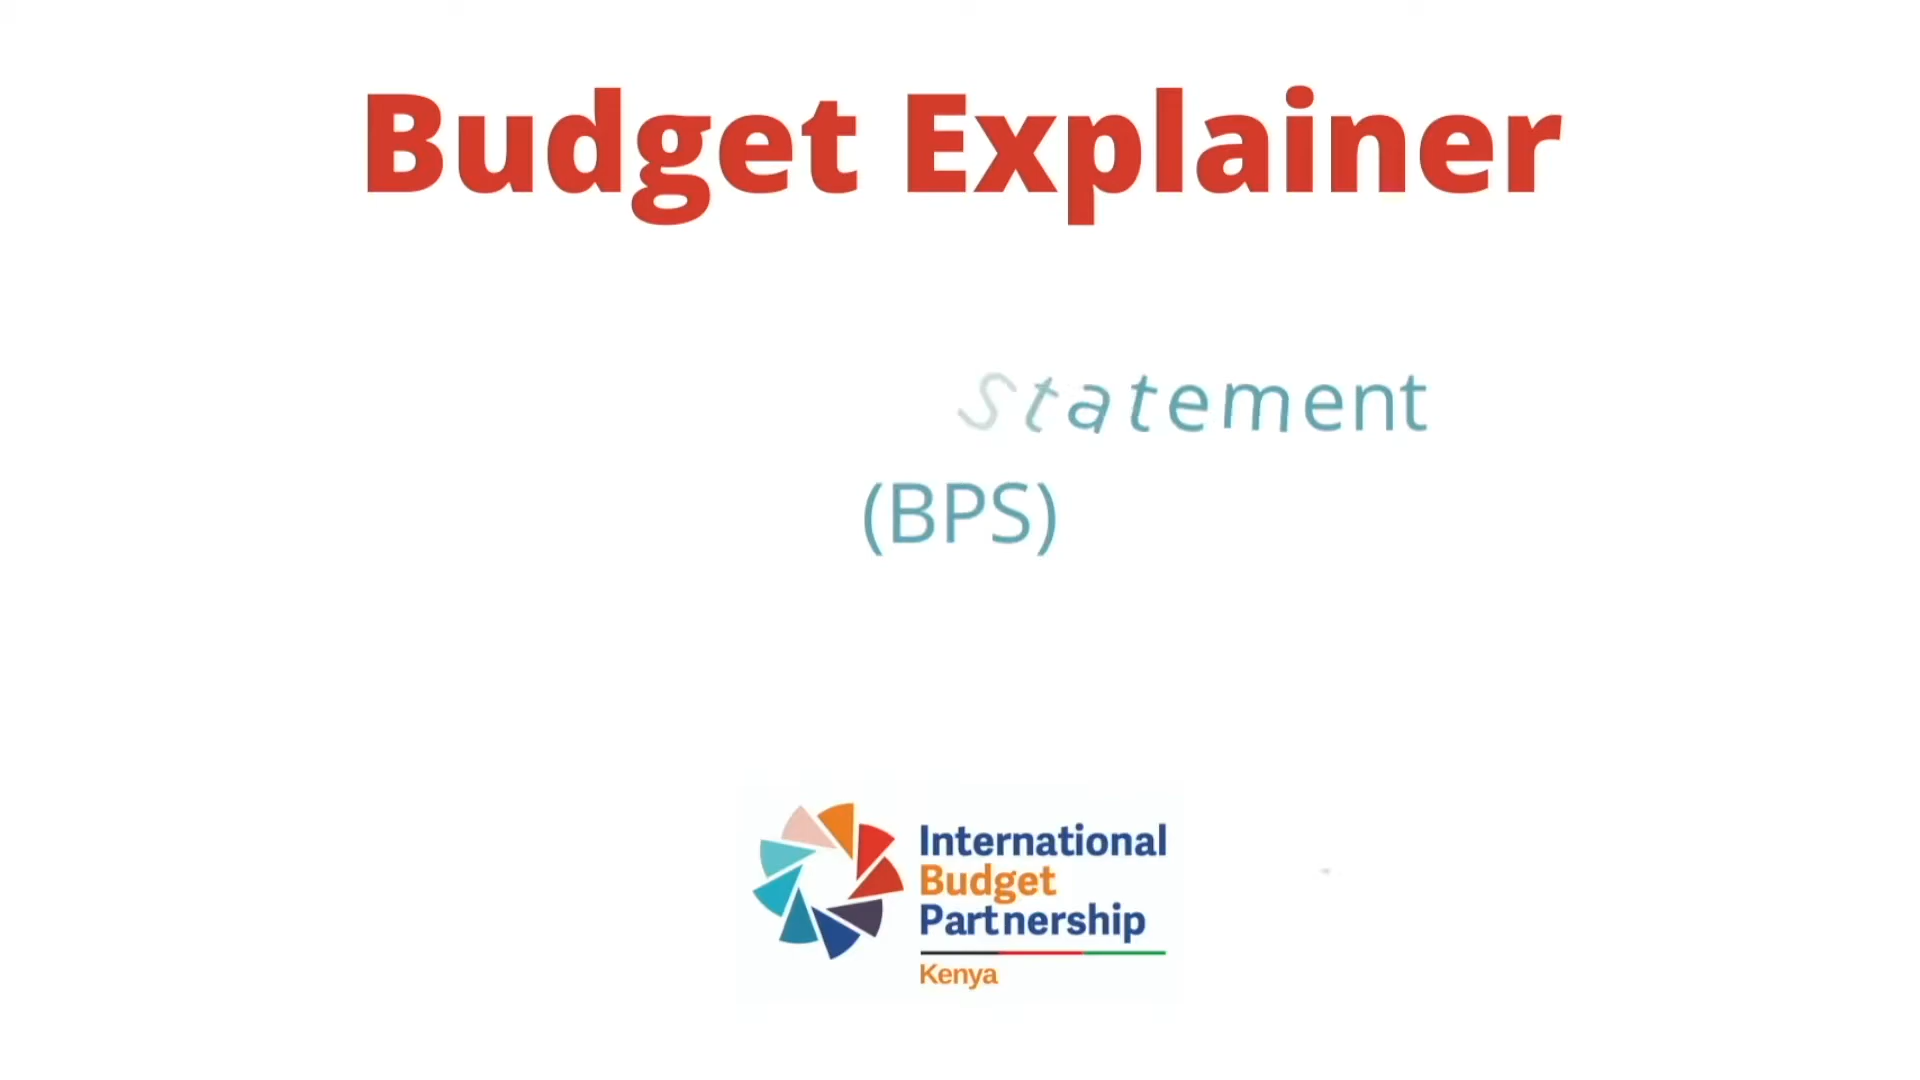 Budget Explainer
Statement
(BPS)
International
Budget
Partnership
Kenya